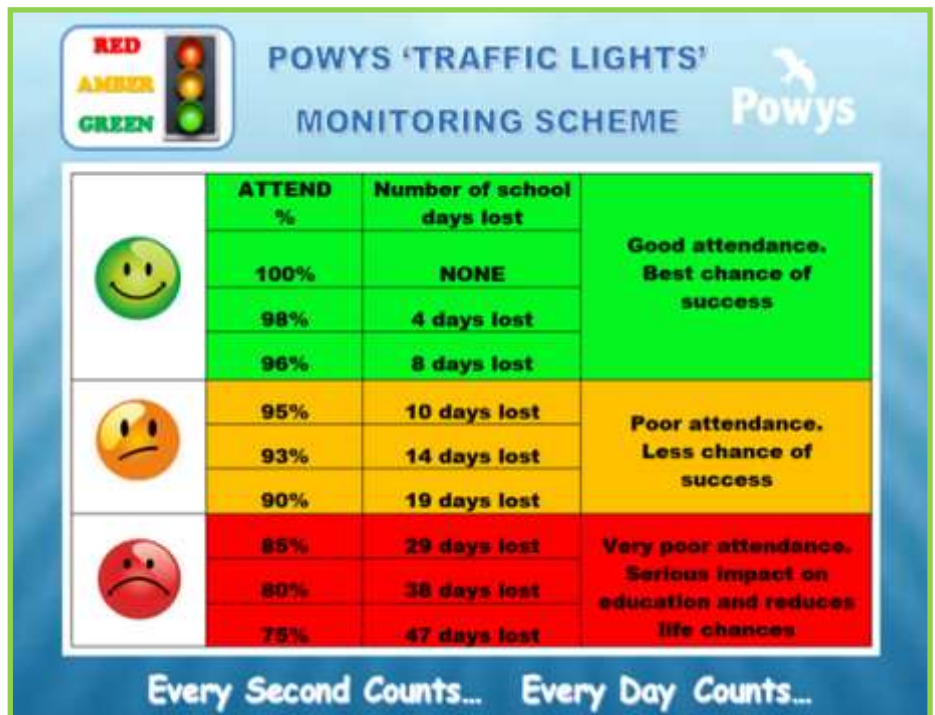 RED
AMBER
GREEN
POWYS ‘TRAFFIC LIGHTS’
MONITORING SCHEME
Powys
ATTEND
%
Number of school
days lost
100%
NONE
98%
4 days lost
96%
8 days lost
Good attendance.
Best chance of
success
95%
10 days lost
93%
14 days lost
90%
19 days lost
Poor attendance.
Less chance of
success
85%
29 days lost
80%
38 days lost
75%
47 days lost
Very poor attendance.
Serious impact on
education and reduces
life chances
Every Second Counts... Every Day Counts...